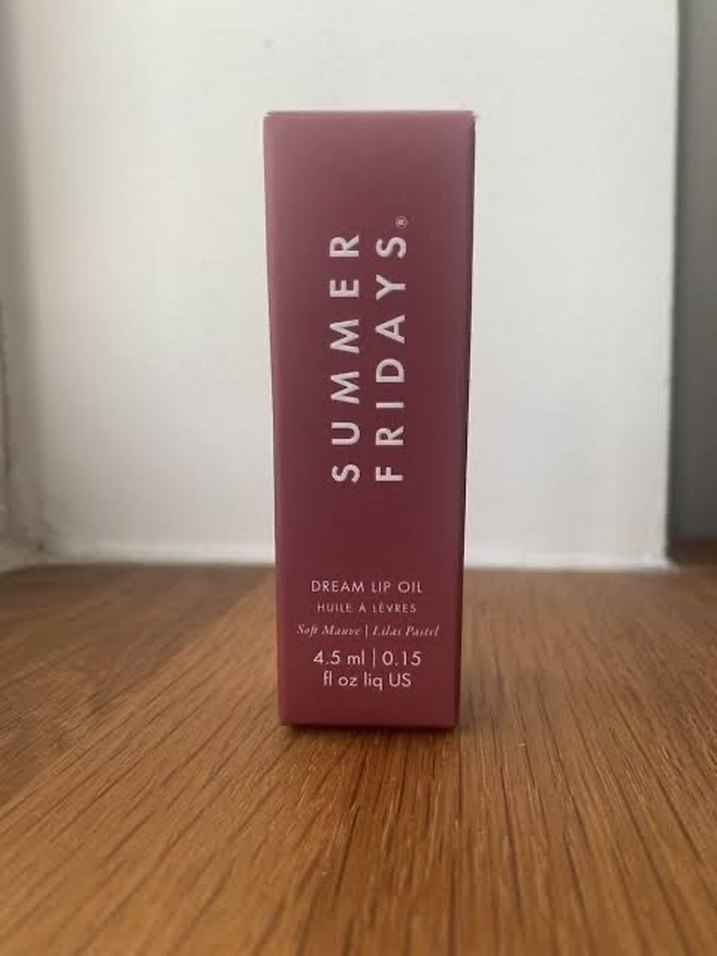 SUMMER
FRIDAYS®
DREAM LIP OIL
HUILE À LÈVRES
Soft Mauve | Lilas Pastel
4.5 ml | 0.15
fl oz liq US